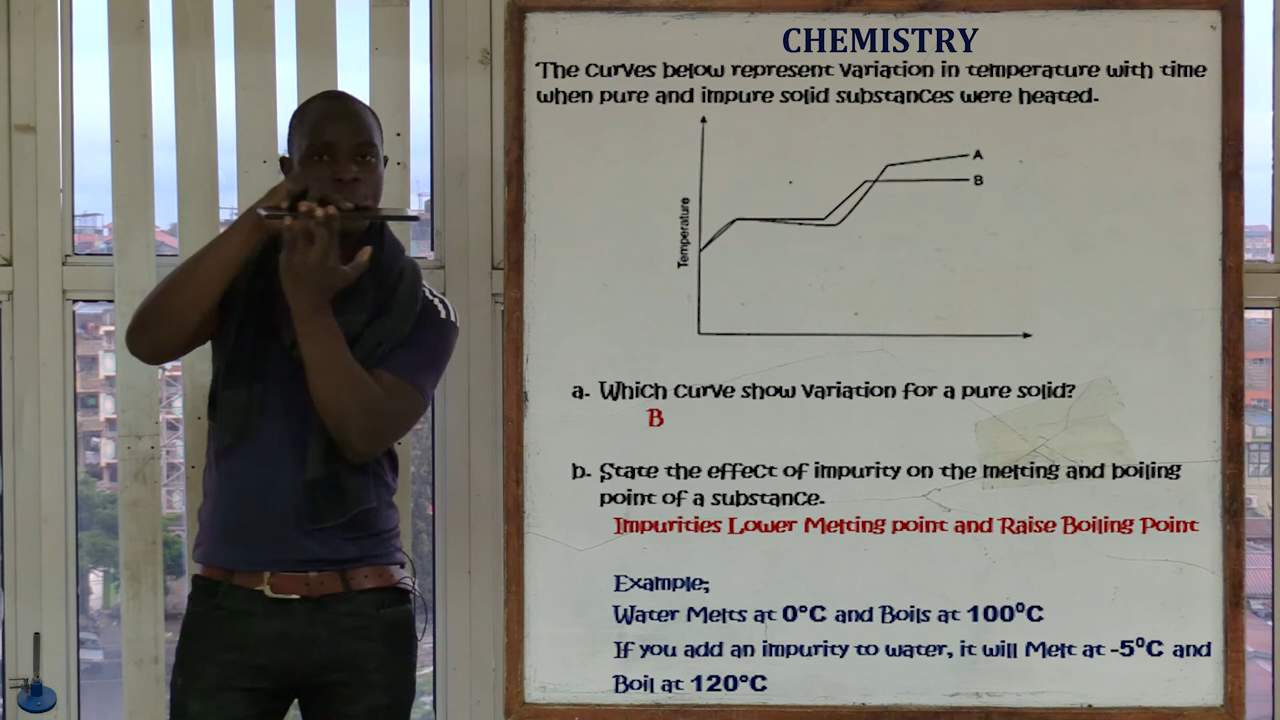 CHEMISTRY
The curves below represent variation in temperature with time
when pure and impure solid substances were heated.
A
B
Temperature
a. Which curve show variation for a pure solid?
B
b. State the effect of impurity on the melting and boiling
point of a substance.
Impurities Lower Melting point and Raise Boiling Point
Example;
Water Melts at 0°C and Boils at 100⁰C
If you add an impurity to water, it will Melt at -5⁰C and
Boil at 120°C